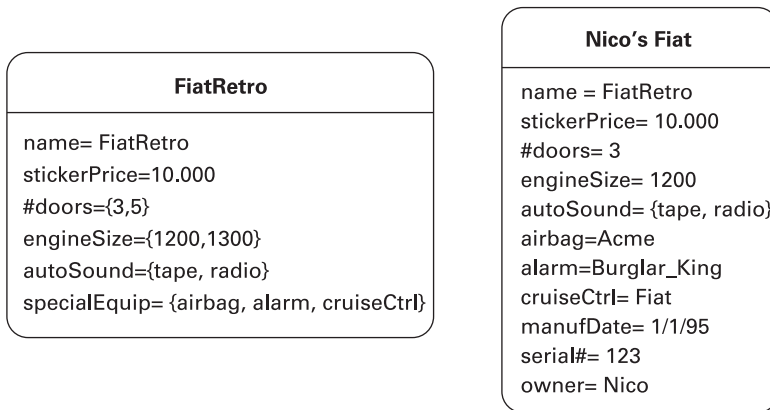 FiatRetro
name= FiatRetro
stickerPrice=10.000
#doors={3,5}
engineSize={1200,1300}
autoSound={tape, radio}
specialEquip= {airbag, alarm, cruiseCtrl}
Nico's Fiat
name = FiatRetro
stickerPrice= 10.000
#doors= 3
engineSize= 1200
autoSound= {tape, radio}
airbag=Acme
alarm=Burglar_King
cruiseCtrl= Fiat
manufDate= 1/1/95
serial#= 123
owner= Nico